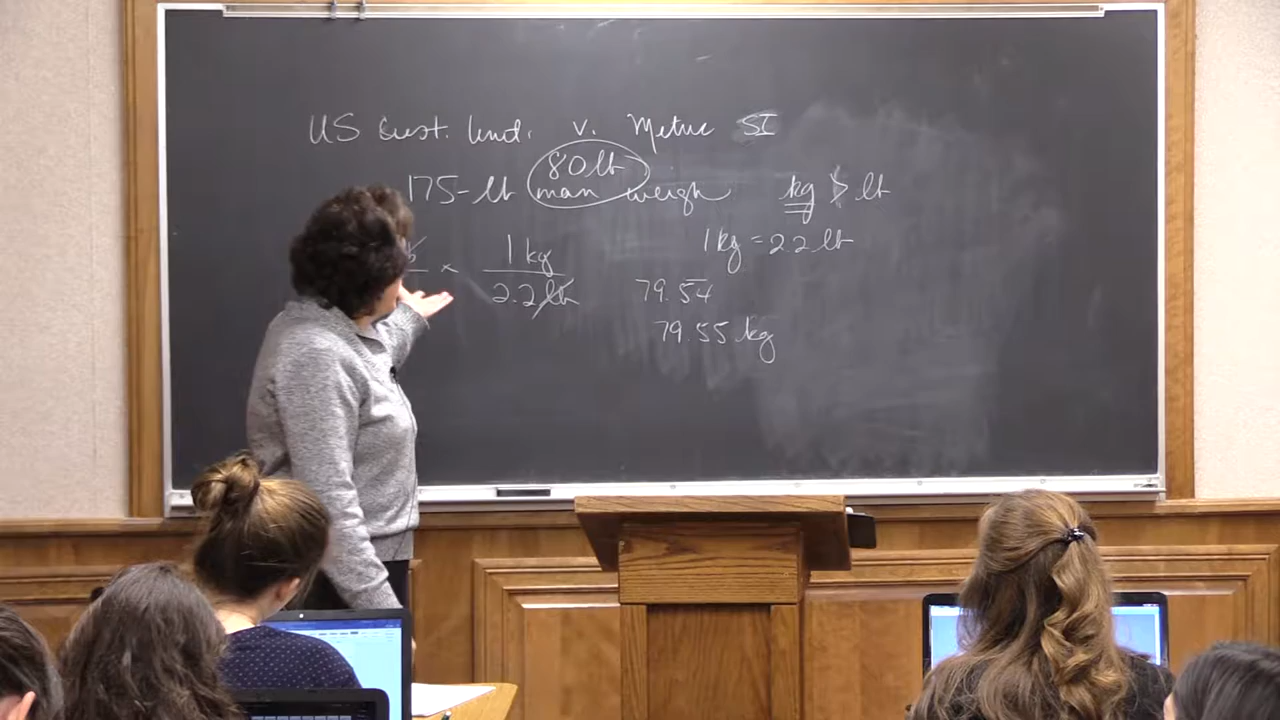 US Cust. Und. v. Metric SI
80 lb
175-lb man weigh kg > lb
1 kg = 2.2 lb
b × 1 kg
2.2 lb
79.54
79.55 kg